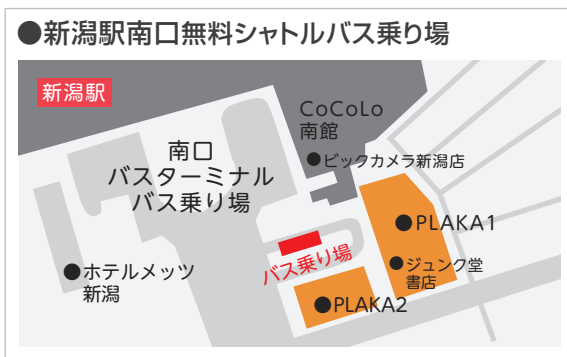 ●新潟駅南口無料シャトルバス乗り場
新潟駅
CoCoLo
南館
●ビックカメラ新潟店
南口
バスターミナル
バス乗り場
●PLAKA1
バス乗り場
●ジュンク堂
書店
●ホテルメッツ
新潟
●PLAKA2